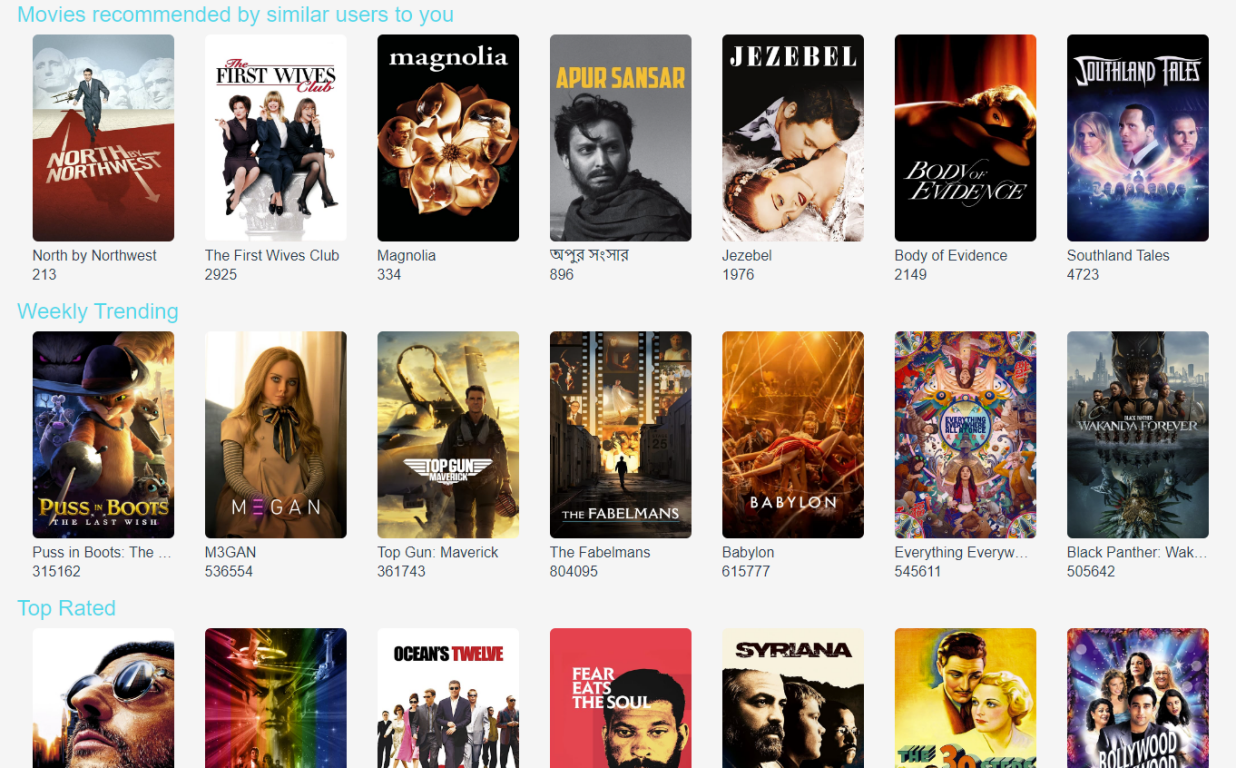 Movies recommended by similar users to you
NORTH BY
NORTHWEST
The
FIRST WIVES
Club
magnolia
APUR SANSAR
JEZEBEL
BODY OF
EVIDENCE
SOUTHLAND TALES
North by Northwest
213
The First Wives Club
2925
Magnolia
334
অপুর সংসার
896
Jezebel
1976
Body of Evidence
2149
Southland Tales
4723
Weekly Trending
PUSS IN BOOTS
THE LAST WISH
M3GAN
TOP GUN
MAVERICK
25
THE FABELMANS
BABYLON
EVERYTHING
EVERYWHERE
ALL AT ONCE
BLACK PANTHER
WAKANDA FOREVER
Puss in Boots: The ...
315162
M3GAN
536554
Top Gun: Maverick
361743
The Fabelmans
804095
Babylon
615777
Everything Everyw...
545611
Black Panther: Wak...
505642
Top Rated
OCEAN'S TWELVE
FEAR
EATS
THE SOUL
SYRIANA
THE 39 STEPS
BOLLYWOOD